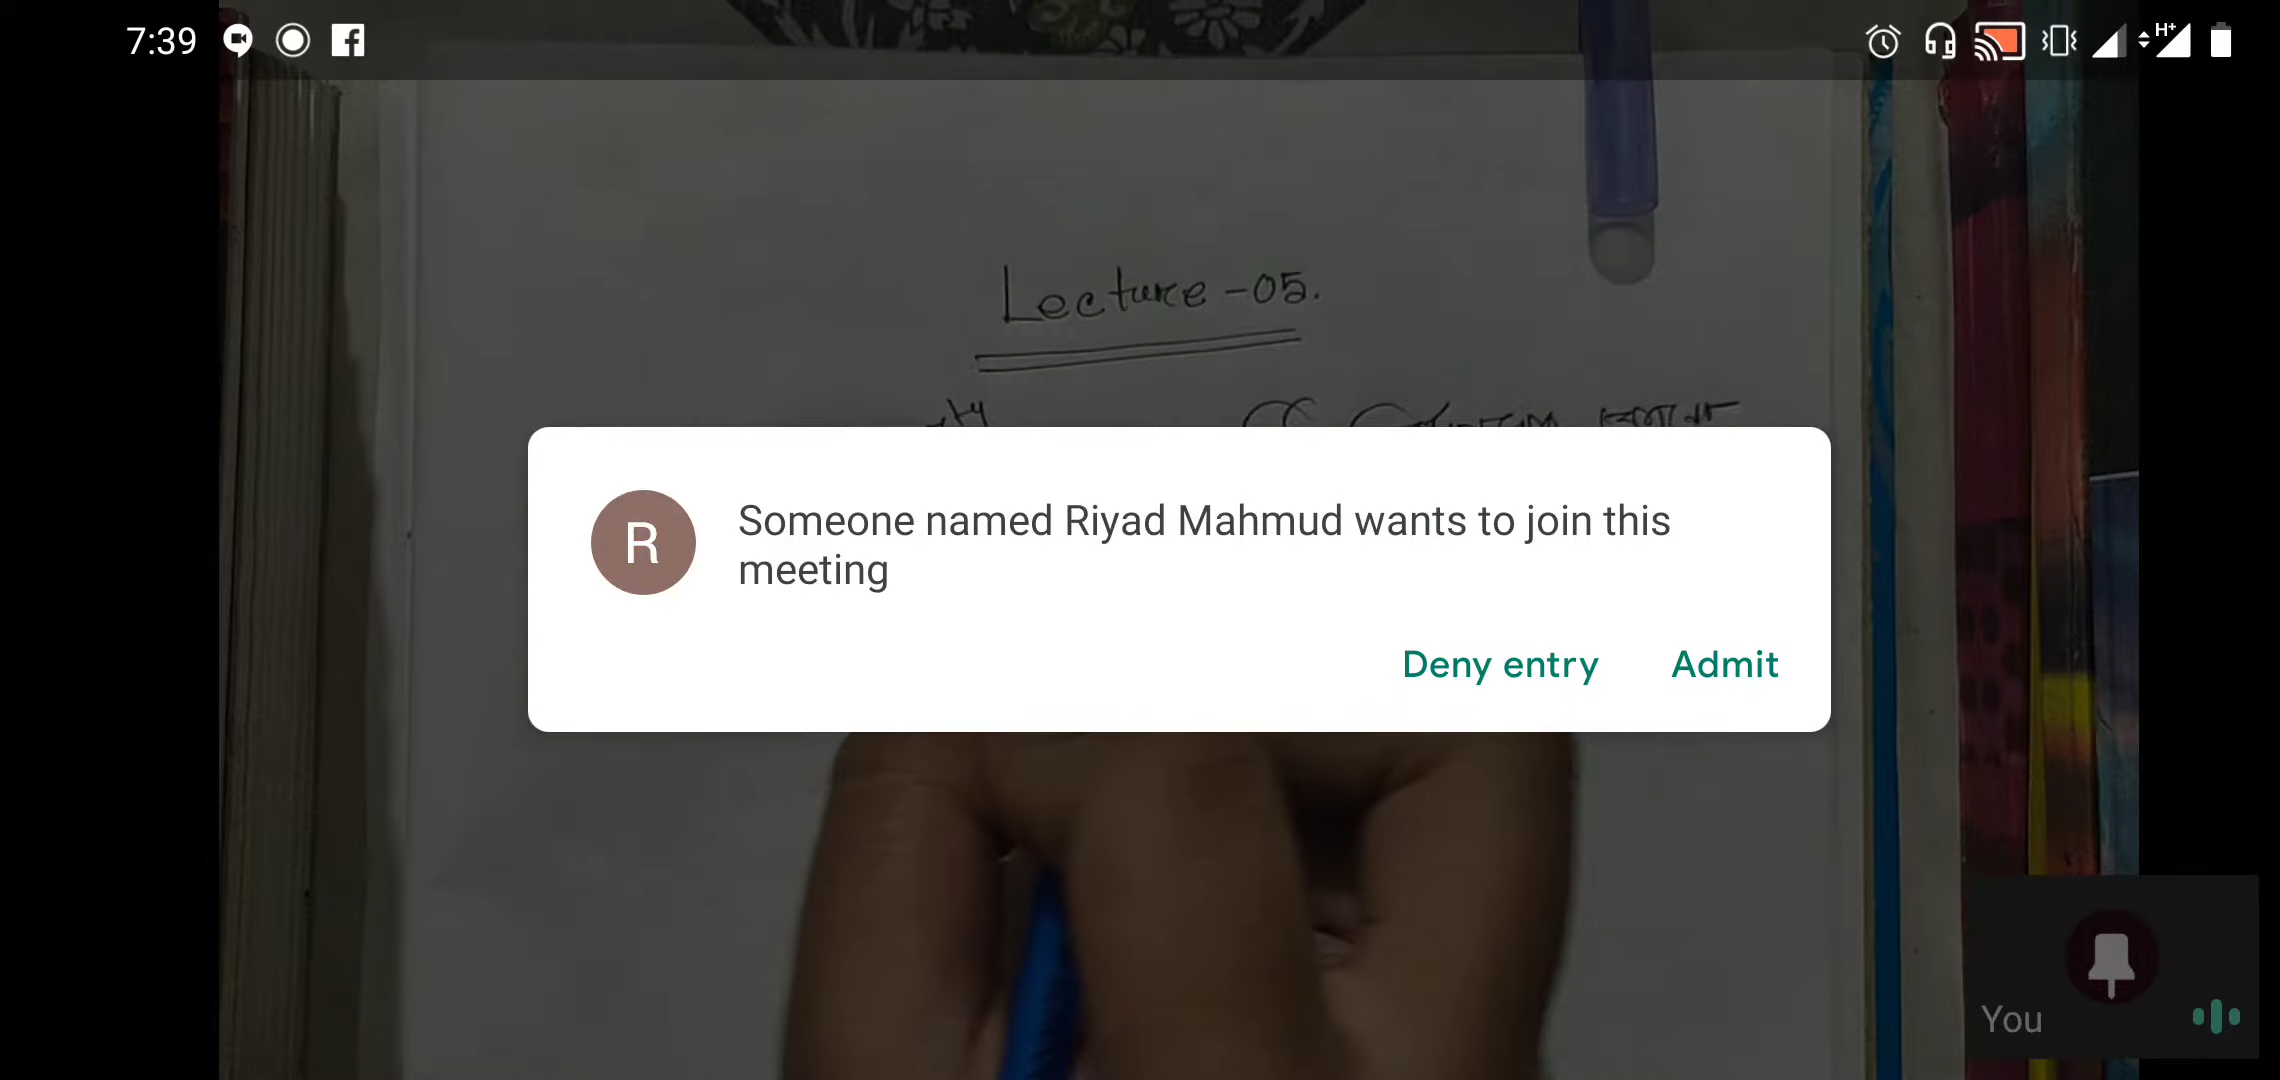 7:39
H+
Lecture-05.
R
Someone named Riyad Mahmud wants to join this
meeting
Deny entry
Admit
You